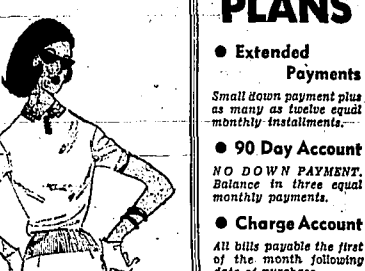 PLANS
● Extended
Payments
Small down payment plus
as many as twelve equal
monthly installments.
● 90 Day Account
NO DOWN PAYMENT.
Balance in three equal
monthly payments.
● Charge Account
All bills payable the first
of the month following
date of purchase